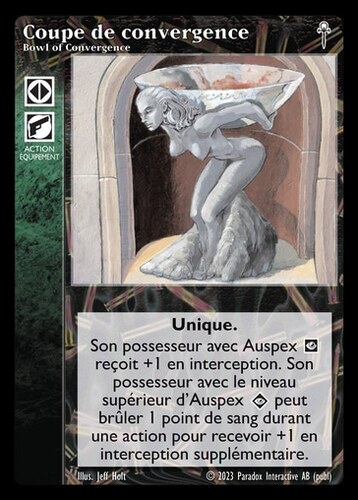 Coupe de convergence
Bowl of Convergence
ACTION
ÉQUIPEMENT
Unique.
Son possesseur avec Auspex
reçoit +1 en interception. Son
possesseur avec le niveau
supérieur d'Auspex peut
brûler 1 point de sang durant
une action pour recevoir +1 en
interception supplémentaire.
Illus. Jeff Holt
© 2023 Paradox Interactive AB (publ)